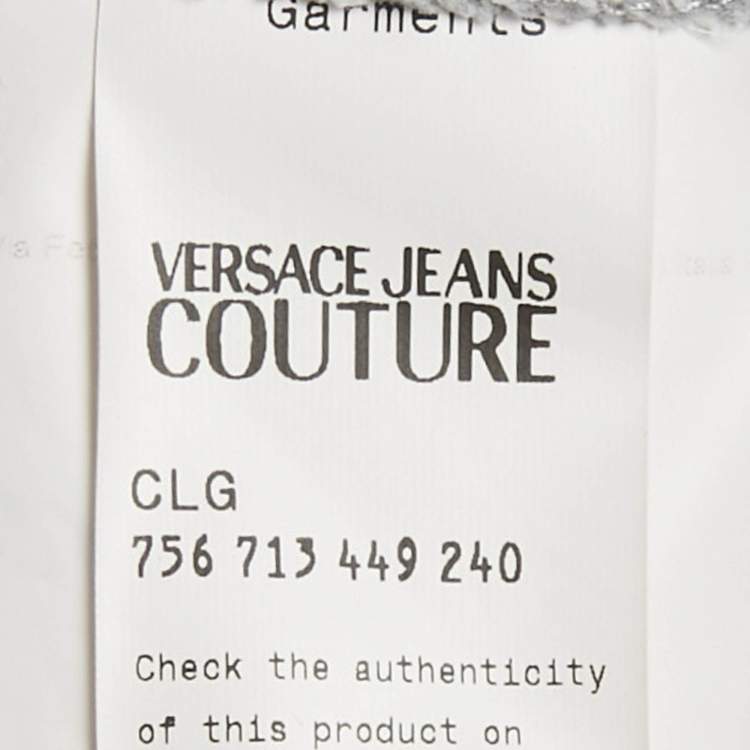 Garments
VERSACE JEANS
COUTURE
CLG
756 713 449 240
Check the authenticity
of this product on